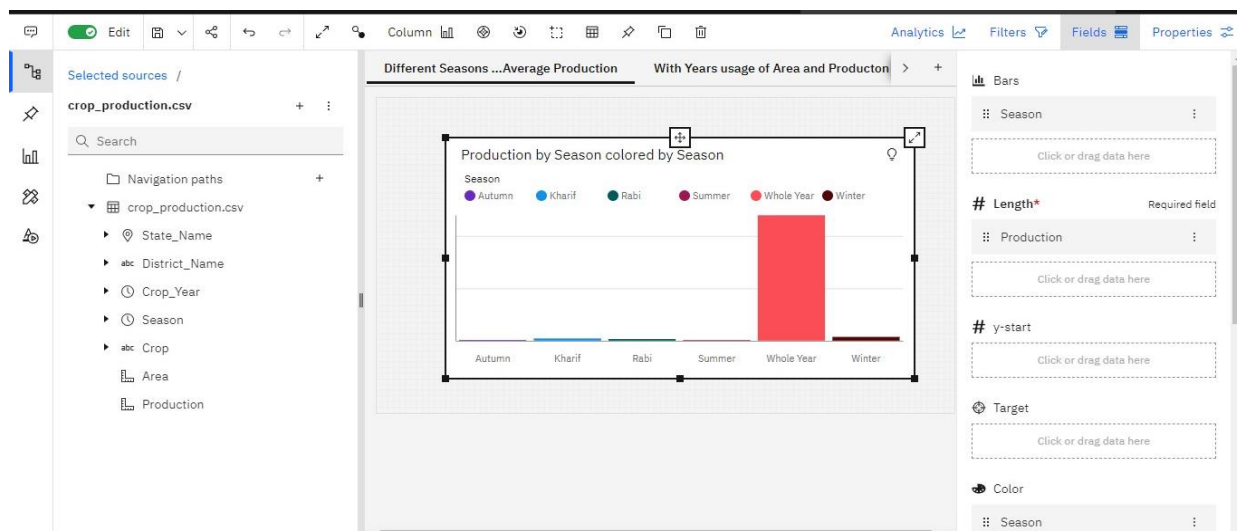 Edit
Column
Analytics
Filters
Fields
Properties
Selected sources /
crop_production.csv
Search
Navigation paths
crop_production.csv
State_Name
abc District_Name
Crop_Year
Season
abc Crop
Area
Production
Different Seasons ...Average Production
With Years usage of Area and Producton
Production by Season colored by Season
Season
Autumn Kharif Rabi Summer Whole Year Winter
Autumn Kharif Rabi Summer Whole Year Winter
Bars
Season
Click or drag data here
# Length* Required field
Production
Click or drag data here
# y-start
Click or drag data here
Target
Click or drag data here
Color
Season